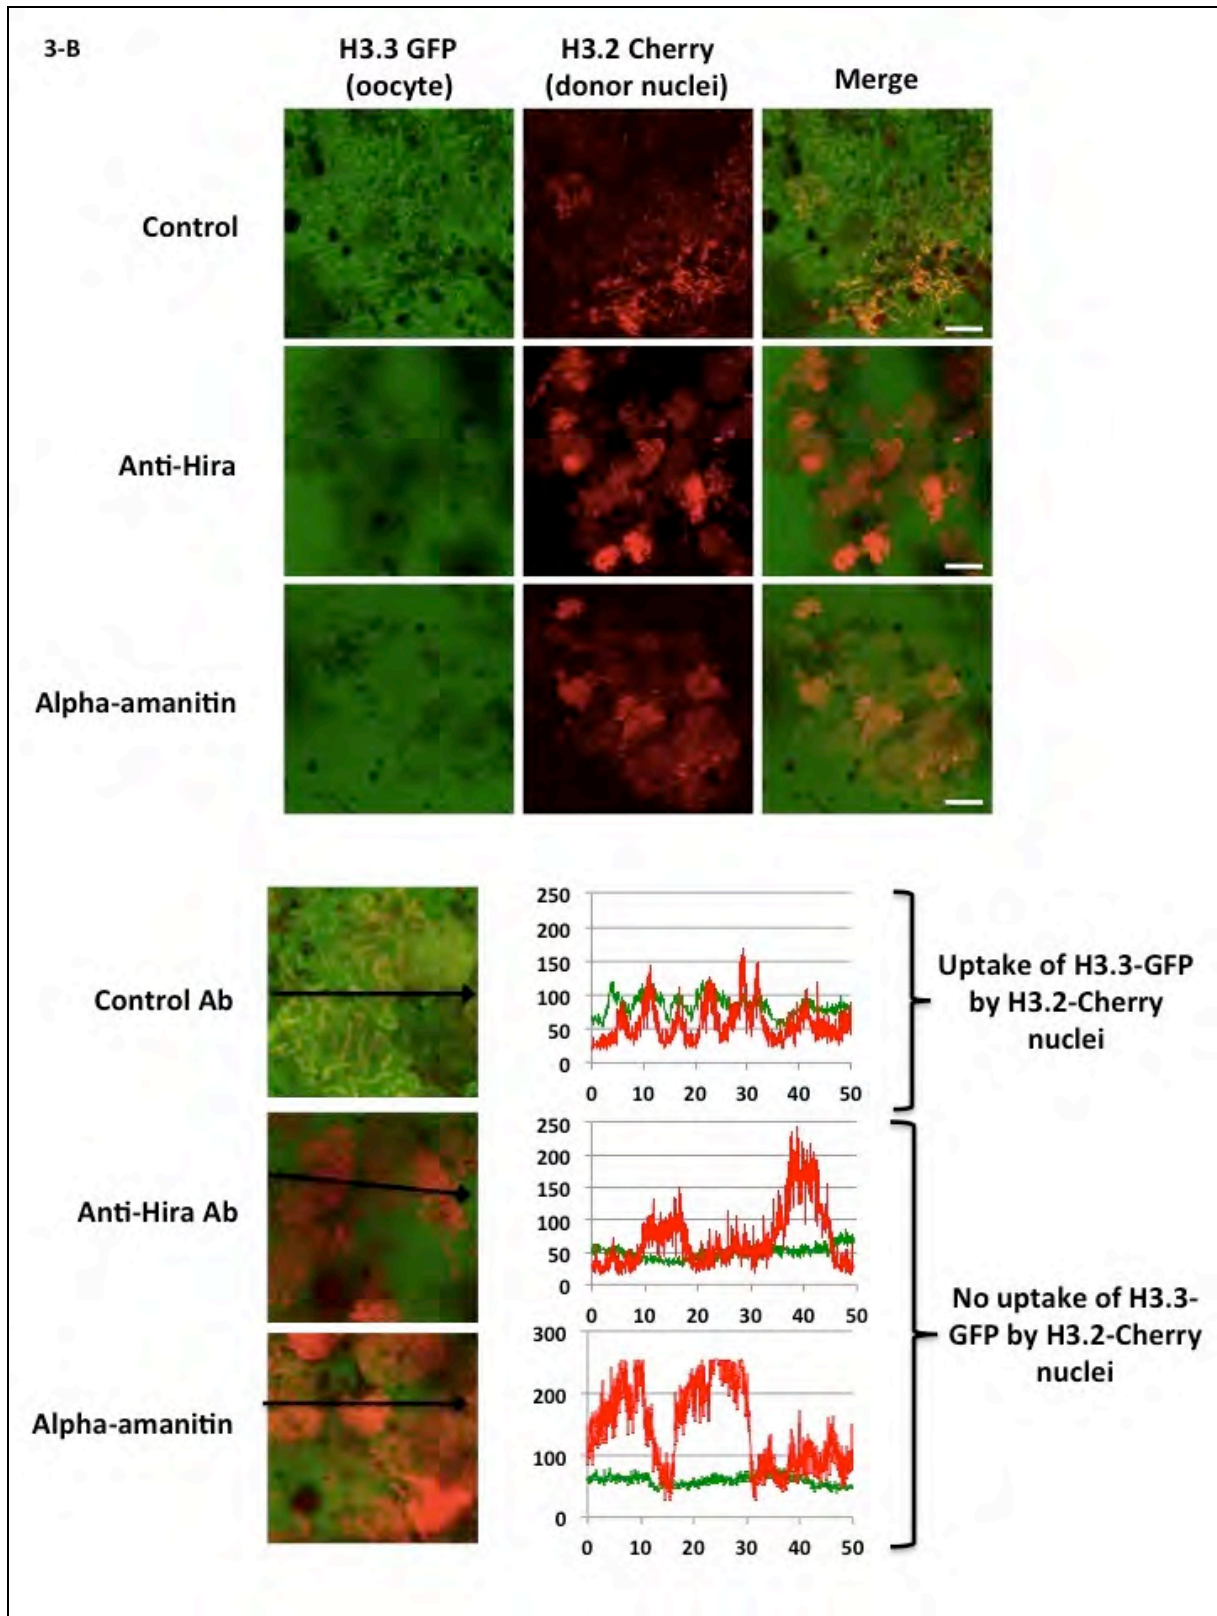 3-B
H3.3 GFP
(oocyte)
H3.2 Cherry
(donor nuclei)
Merge
Control
Anti-Hira
Alpha-amanitin
Control Ab
250
200
150
100
50
0
0 10 20 30 40 50
Uptake of H3.3-GFP
by H3.2-Cherry
nuclei
Anti-Hira Ab
250
200
150
100
50
0
0 10 20 30 40 50
Alpha-amanitin
300
200
100
0
0 10 20 30 40 50
No uptake of H3.3-
GFP by H3.2-Cherry
nuclei